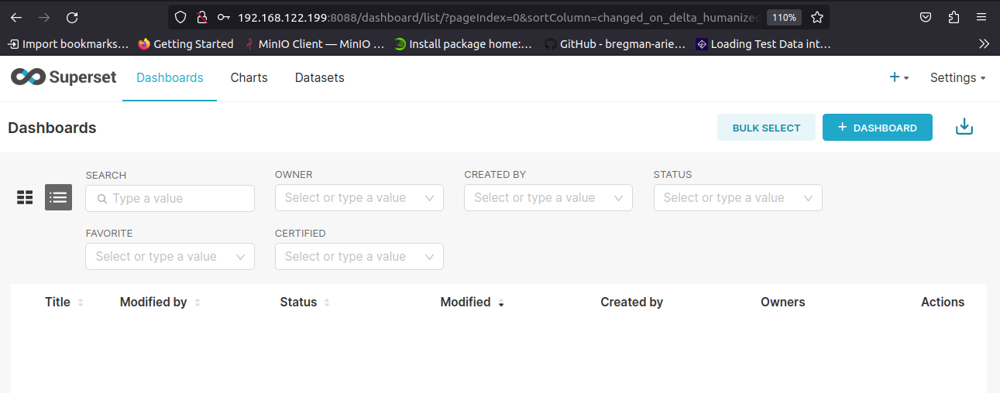 192.168.122.199:8088/dashboard/list/?pageIndex=0&sortColumn=changed_on_delta_humanized 110%
Import bookmarks... Getting Started MinIO Client — MinIO ... Install package home:... GitHub - bregman-arie... Loading Test Data int...
Superset Dashboards Charts Datasets + Settings
Dashboards BULK SELECT + DASHBOARD
SEARCH OWNER CREATED BY STATUS
Type a value Select or type a value Select or type a value Select or type a value
FAVORITE CERTIFIED
Select or type a value Select or type a value
Title Modified by Status Modified Created by Owners Actions